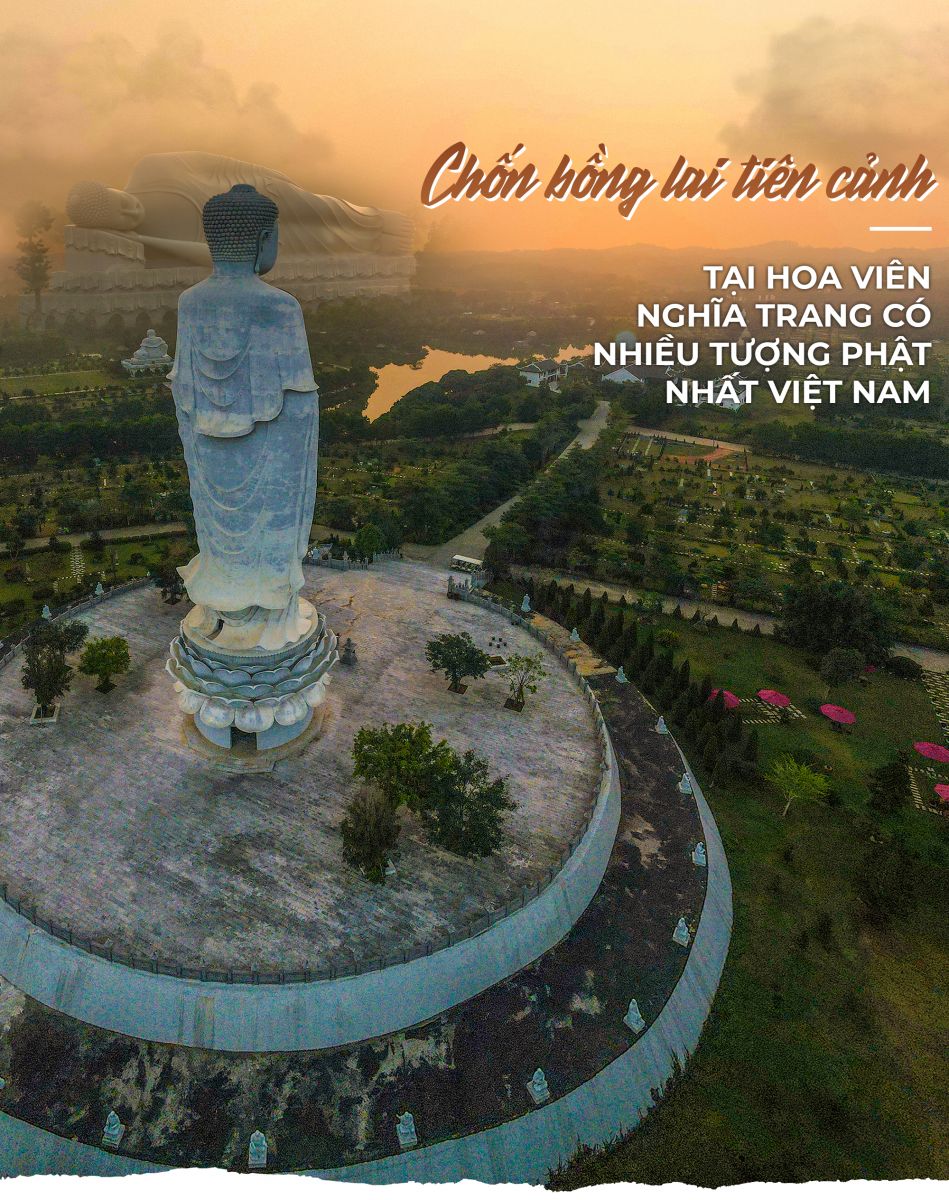 Chốn bồng lai tiên cảnh
TẠI HOA VIÊN
NGHĨA TRANG CÓ
NHIỀU TƯỢNG PHẬT
NHẤT VIỆT NAM